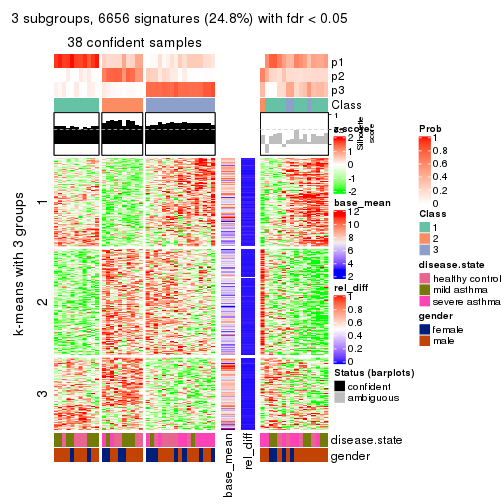 3 subgroups, 6656 signatures (24.8%) with fdr < 0.05
38 confident samples
p1
p2
p3
Class
1
0.5
0
Silhouette
score
k-means with 3 groups
1
2
3
z-score
2
1
0
-1
-2
base_mean
12
10
8
6
4
2
rel_diff
1
0.8
0.6
0.4
0.2
0
Status (barplots)
confident
ambiguous
Prob
1
0.8
0.6
0.4
0.2
0
Class
1
2
3
disease.state
healthy control
mild asthma
severe asthma
gender
female
male
disease.state
gender
base_mean
rel_diff